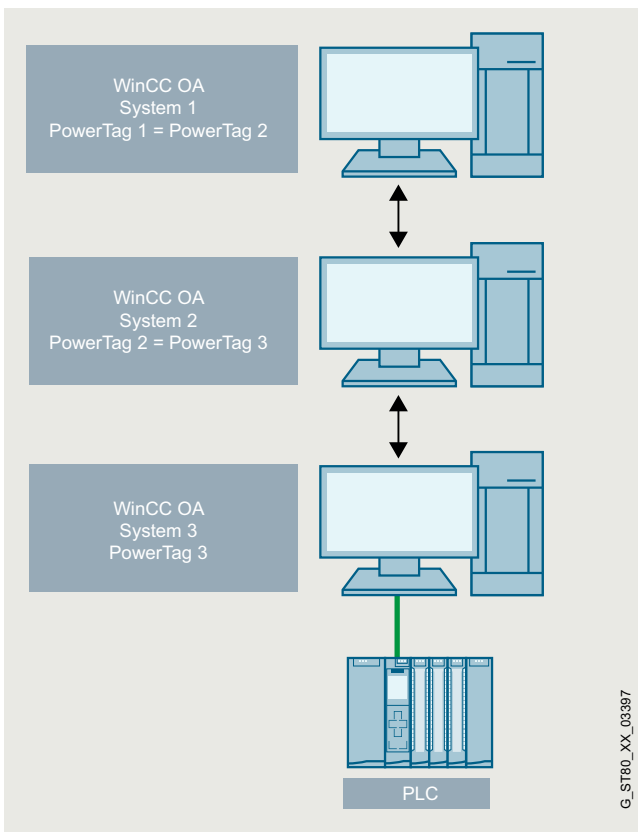 WinCC OA
System 1
PowerTag 1 = PowerTag 2
WinCC OA
System 2
PowerTag 2 = PowerTag 3
WinCC OA
System 3
PowerTag 3
PLC
G_ST80_XX_03397